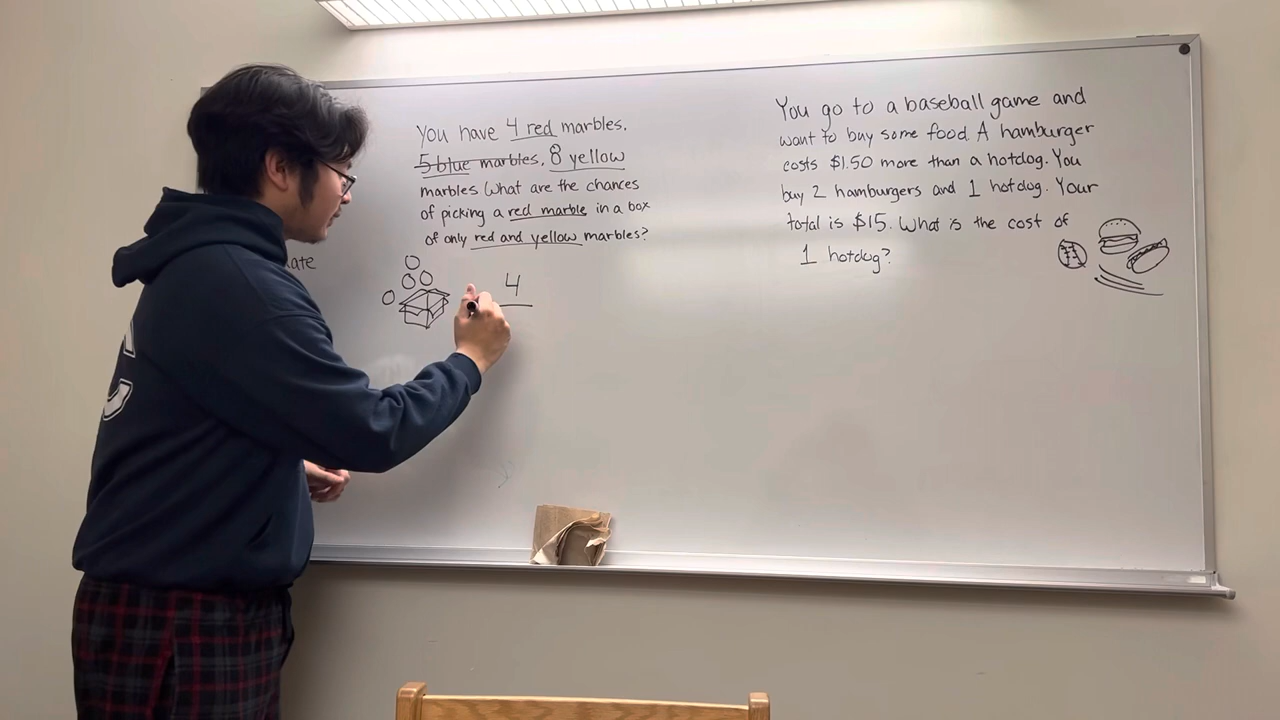 You have 4 red marbles.
5 blue marbles, 8 yellow
marbles What are the chances
of picking a red marble in a box
of only red and yellow marbles?
4
You go to a baseball game and
want to buy some food. A hamburger
costs $1.50 more than a hotdog. You
buy 2 hamburgers and 1 hotdog. Your
total is $15. What is the cost of
1 hotdog?